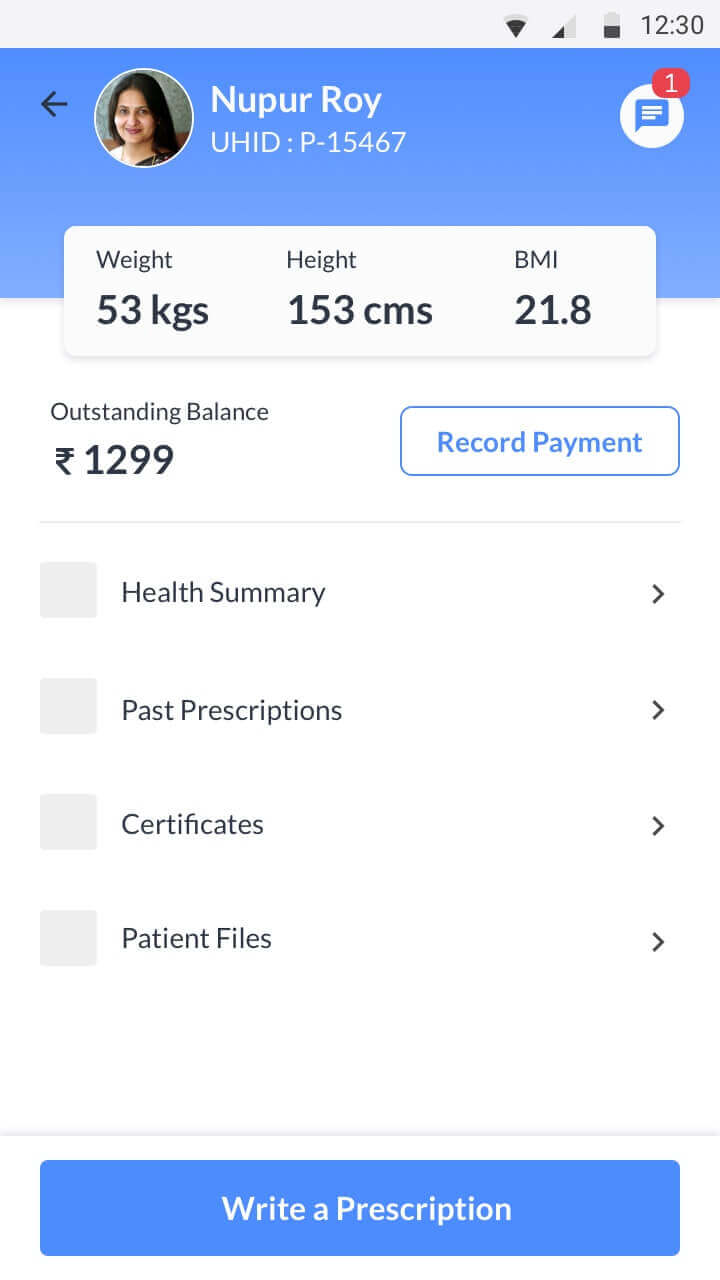 12:30
Nupur Roy
1
UHID : P-15467
Weight Height BMI
53 kgs 153 cms 21.8
Outstanding Balance
₹ 1299
Record Payment
Health Summary
Past Prescriptions
Certificates
Patient Files
Write a Prescription